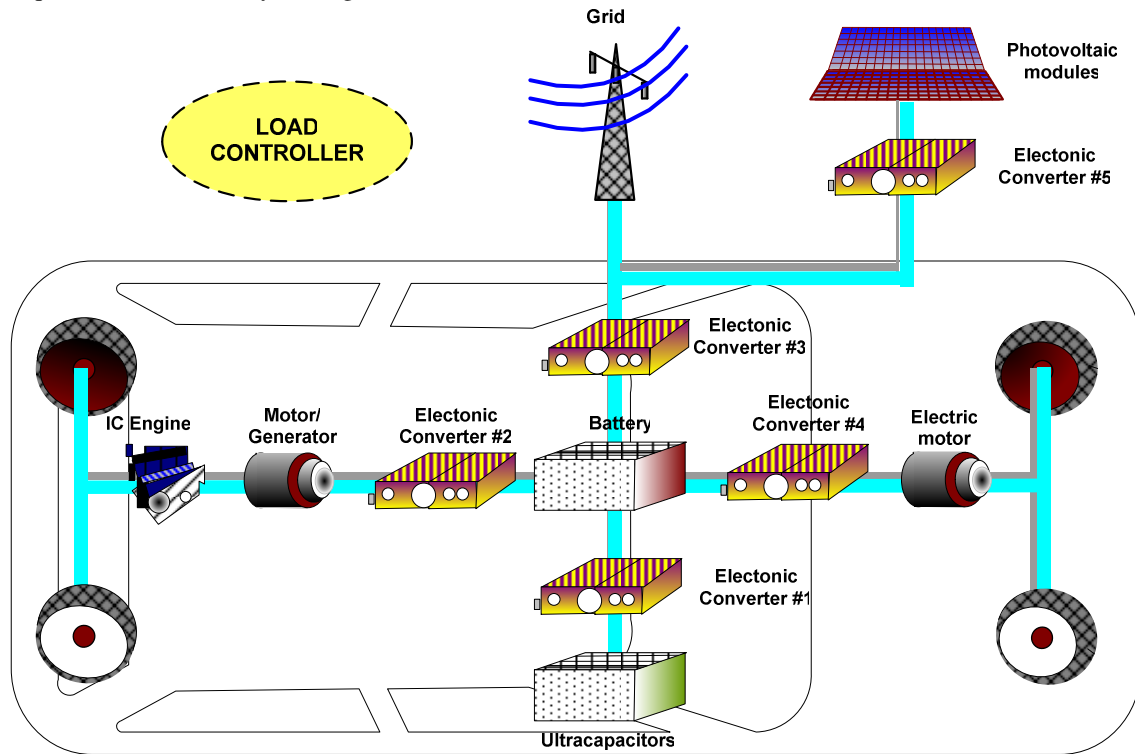 Grid
Photovoltaic
modules
LOAD
CONTROLLER
Electonic
Converter #5
Electonic
Converter #3
IC Engine
Motor/
Generator
Electonic
Converter #2
Battery
Electonic
Converter #4
Electric
motor
Electonic
Converter #1
Ultracapacitors